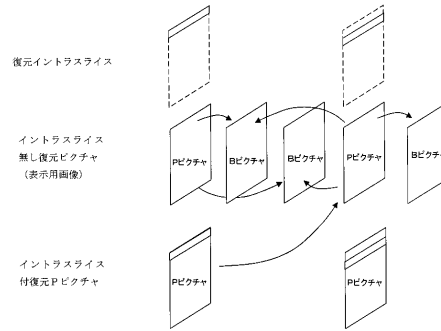 復元イントラスライス
イントラスライス
無し復元ピクチャ
（表示用画像）
Pピクチャ
Bピクチャ
Bピクチャ
Pピクチャ
Bピクチ
イントラスライス
付復元Pピクチャ
Pピクチャ
Pピクチャ